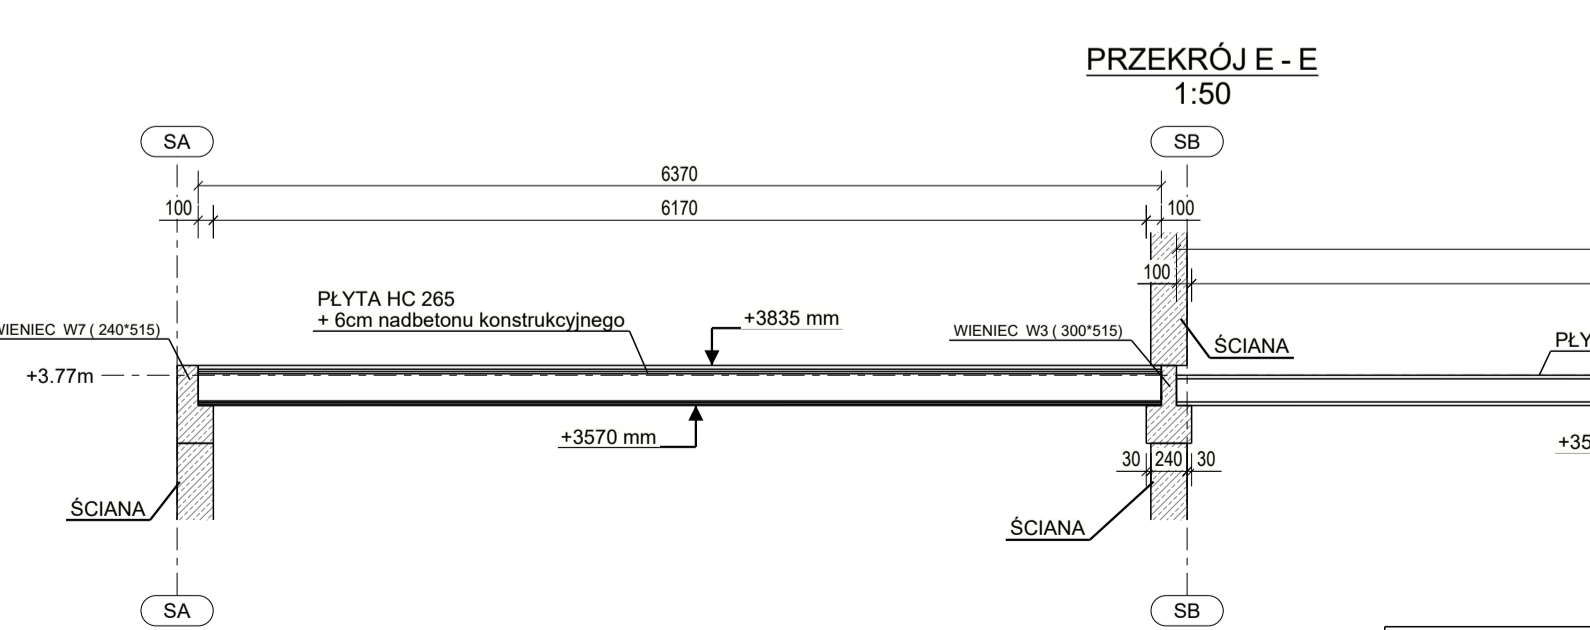 PRZEKRÓJ E - E
1:50
SA
SB
6370
100
6170
100
100
PŁYTA HC 265
+ 6cm nadbetonu konstrukcyjnego
+3835 mm
WIENIEC W7 ( 240*515)
WIENIEC W3 ( 300*515)
ŚCIANA
PŁY
+3.77m
+3570 mm
+35
30
240
30
ŚCIANA
ŚCIANA
SA
SB